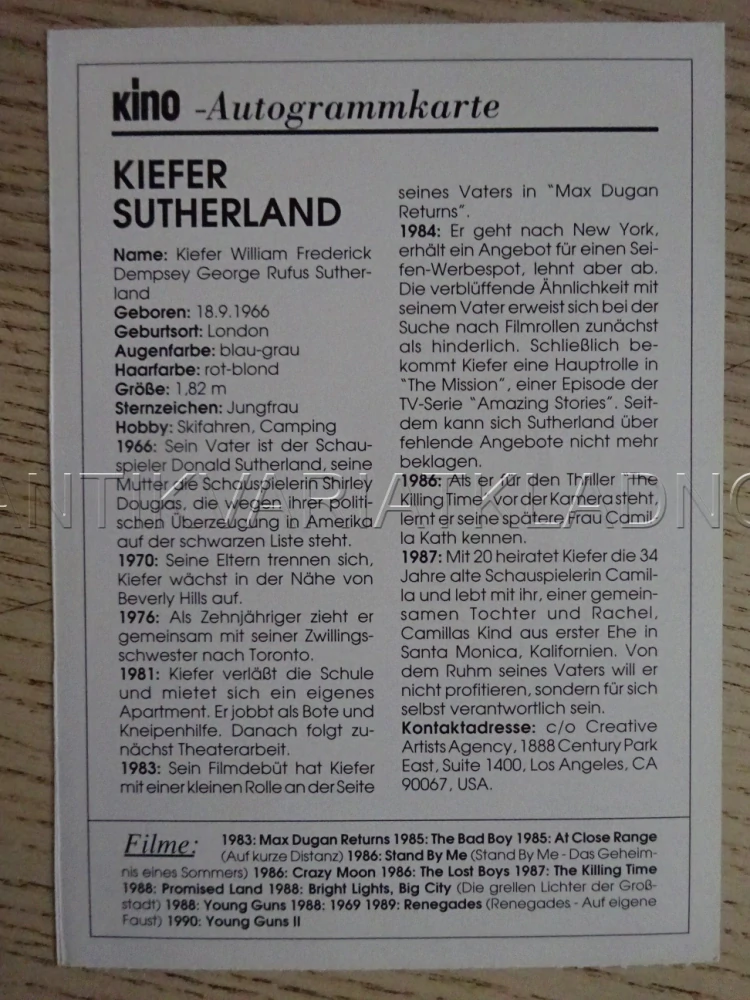 Kino -Autogrammkarte
KIEFER
SUTHERLAND
Name: Kiefer William Frederick
Dempsey George Rufus Suther-
land
Geboren: 18.9.1966
Geburtsort: London
Augenfarbe: blau-grau
Haarfarbe: rot-blond
Größe: 1,82 m
Sternzeichen: Jungfrau
Hobby: Skifahren, Camping
1966: Sein Vater ist der Schau-
spieler Donald Sutherland, seine
Mutter die Schauspielerin Shirley
Douglas, die wegen ihrer politi-
schen Überzeugung in Amerika
auf der schwarzen Liste steht.
1970: Seine Eltern trennen sich,
Kiefer wächst in der Nähe von
Beverly Hills auf.
1976: Als Zehnjähriger zieht er
gemeinsam mit seiner Zwillings-
schwester nach Toronto.
1981: Kiefer verläßt die Schule
und mietet sich ein eigenes
Apartment. Er jobbt als Bote und
Kneipenhilfe. Danach folgt zu-
nächst Theaterarbeit.
1983: Sein Filmdebüt hat Kiefer
mit einer kleinen Rolle an der Seite
seines Vaters in "Max Dugan
Returns".
1984: Er geht nach New York,
erhält ein Angebot für einen Sei-
fen-Werbespot, lehnt aber ab.
Die verblüffende Ähnlichkeit mit
seinem Vater erweist sich bei der
Suche nach Filmrollen zunächst
als hinderlich. Schließlich be-
kommt Kiefer eine Hauptrolle in
"The Mission", einer Episode der
TV-Serie "Amazing Stories". Seit-
dem kann sich Sutherland über
fehlende Angebote nicht mehr
beklagen.
1986: Als er für den Thriller "The
Killing Time" vor der Kamera steht,
lernt er seine spätere Frau Camil-
la Kath kennen.
1987: Mit 20 heiratet Kiefer die 34
Jahre alte Schauspielerin Camil-
la und lebt mit ihr, einer gemein-
samen Tochter und Rachel,
Camillas Kind aus erster Ehe in
Santa Monica, Kalifornien. Von
dem Ruhm seines Vaters will er
nicht profitieren, sondern für sich
selbst verantwortlich sein.
Kontaktadresse: c/o Creative
Artists Agency, 1888 Century Park
East, Suite 1400, Los Angeles, CA
90067, USA.
Filme: 1983: Max Dugan Returns 1985: The Bad Boy 1985: At Close Range
(Auf kurze Distanz) 1986: Stand By Me (Stand By Me - Das Geheim-
nis eines Sommers) 1986: Crazy Moon 1986: The Lost Boys 1987: The Killing Time
1988: Promised Land 1988: Bright Lights, Big City (Die grellen Lichter der Groß-
stadt) 1988: Young Guns 1988: 1969 1989: Renegades (Renegades - Auf eigene
Faust) 1990: Young Guns II
ANTIKVARIAT KLADNO